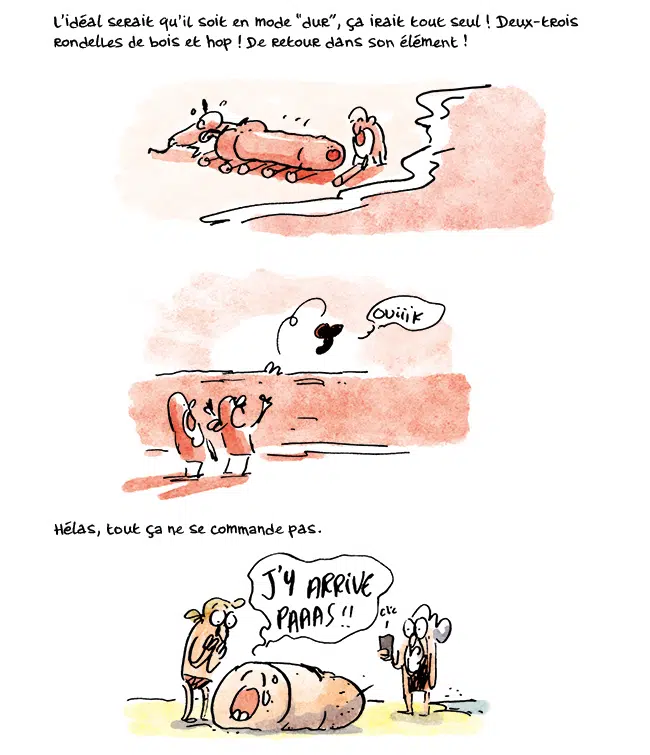 L'idéal serait qu'il soit en mode "dur", ça irait tout seul ! Deux-trois
rondelles de bois et hop ! De retour dans son élément !
OUIIIK
Hélas, tout ça ne se commande pas.
J'Y ARRIVE
PAAAS !!
clic